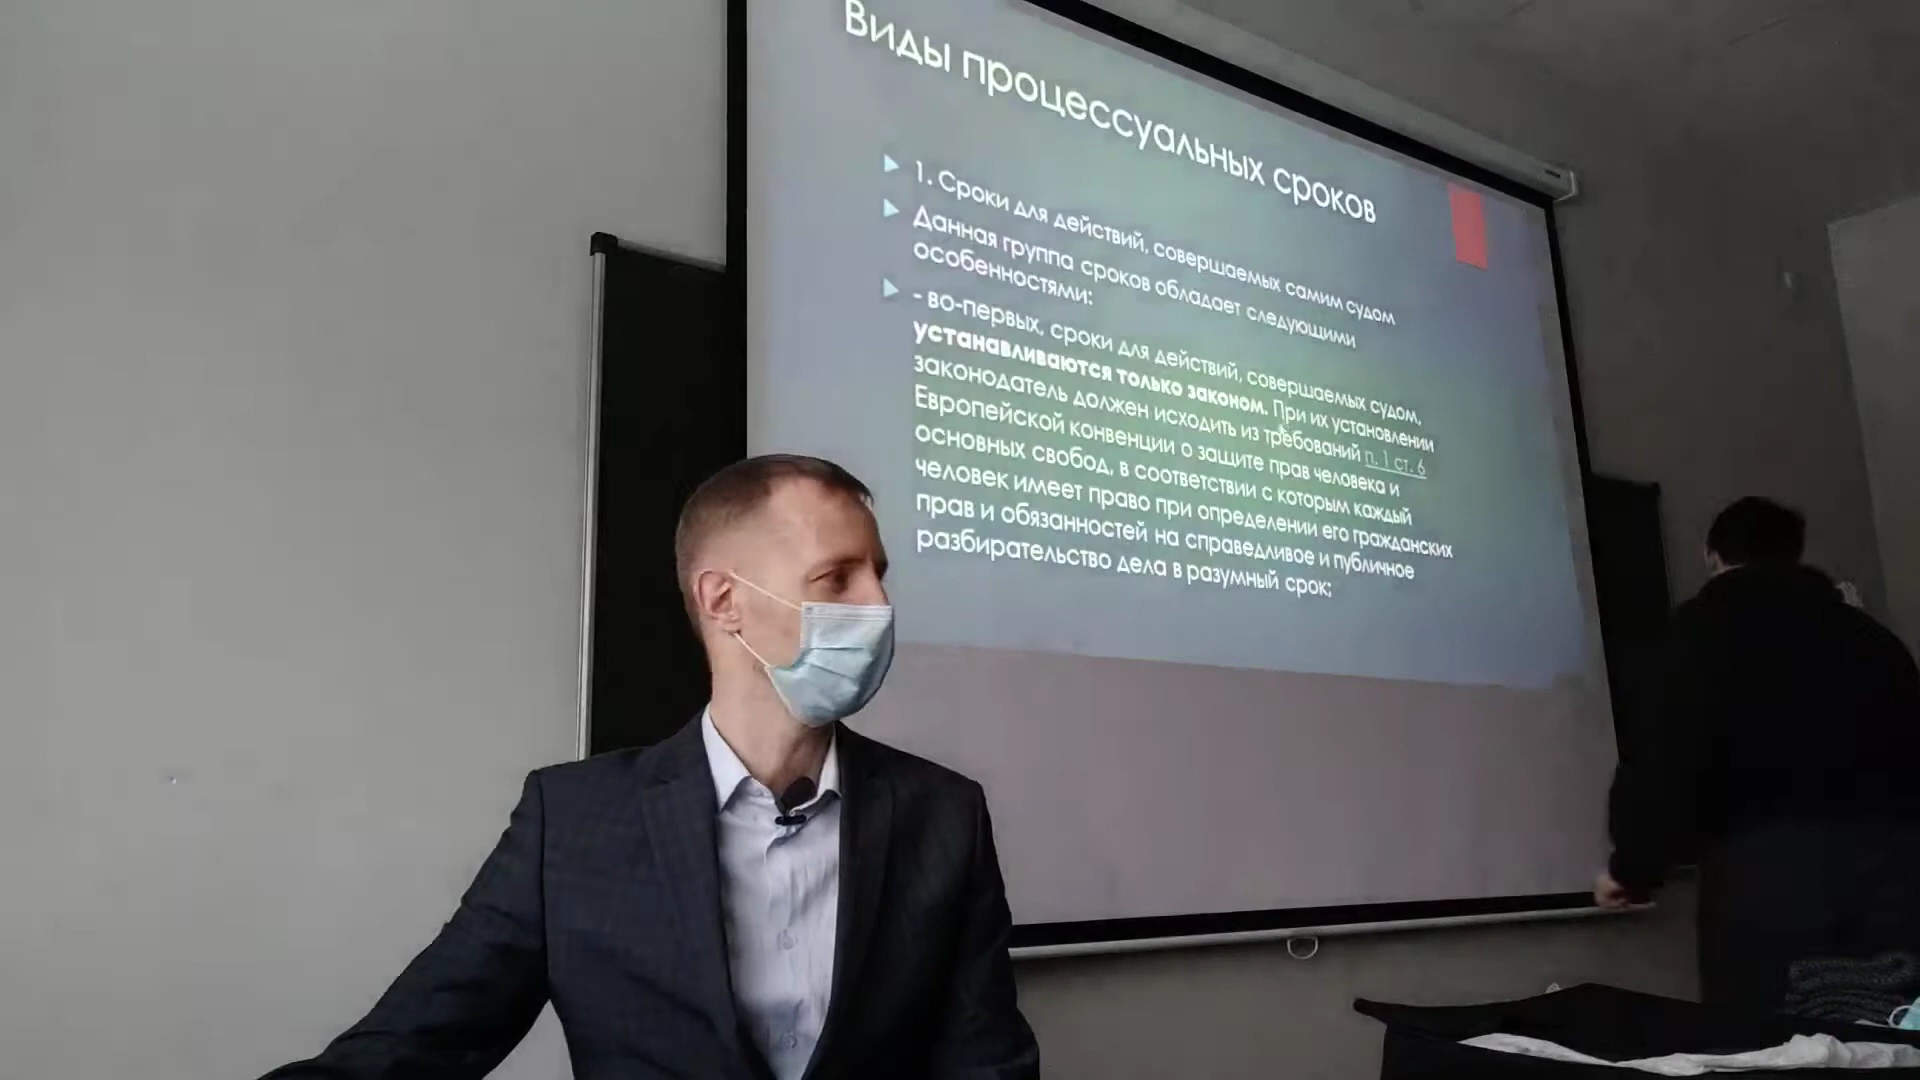 Виды процессуальных сроков
1. Сроки для действий, совершаемых самим судом
Данная группа сроков обладает следующими
особенностями:
- во-первых, сроки для действий, совершаемых судом,
устанавливаются только законом. При их установлении
законодатель должен исходить из требований п. 1 ст. 6
Европейской конвенции о защите прав человека и
основных свобод, в соответствии с которым каждый
человек имеет право при определении его гражданских
прав и обязанностей на справедливое и публичное
разбирательство дела в разумный срок;